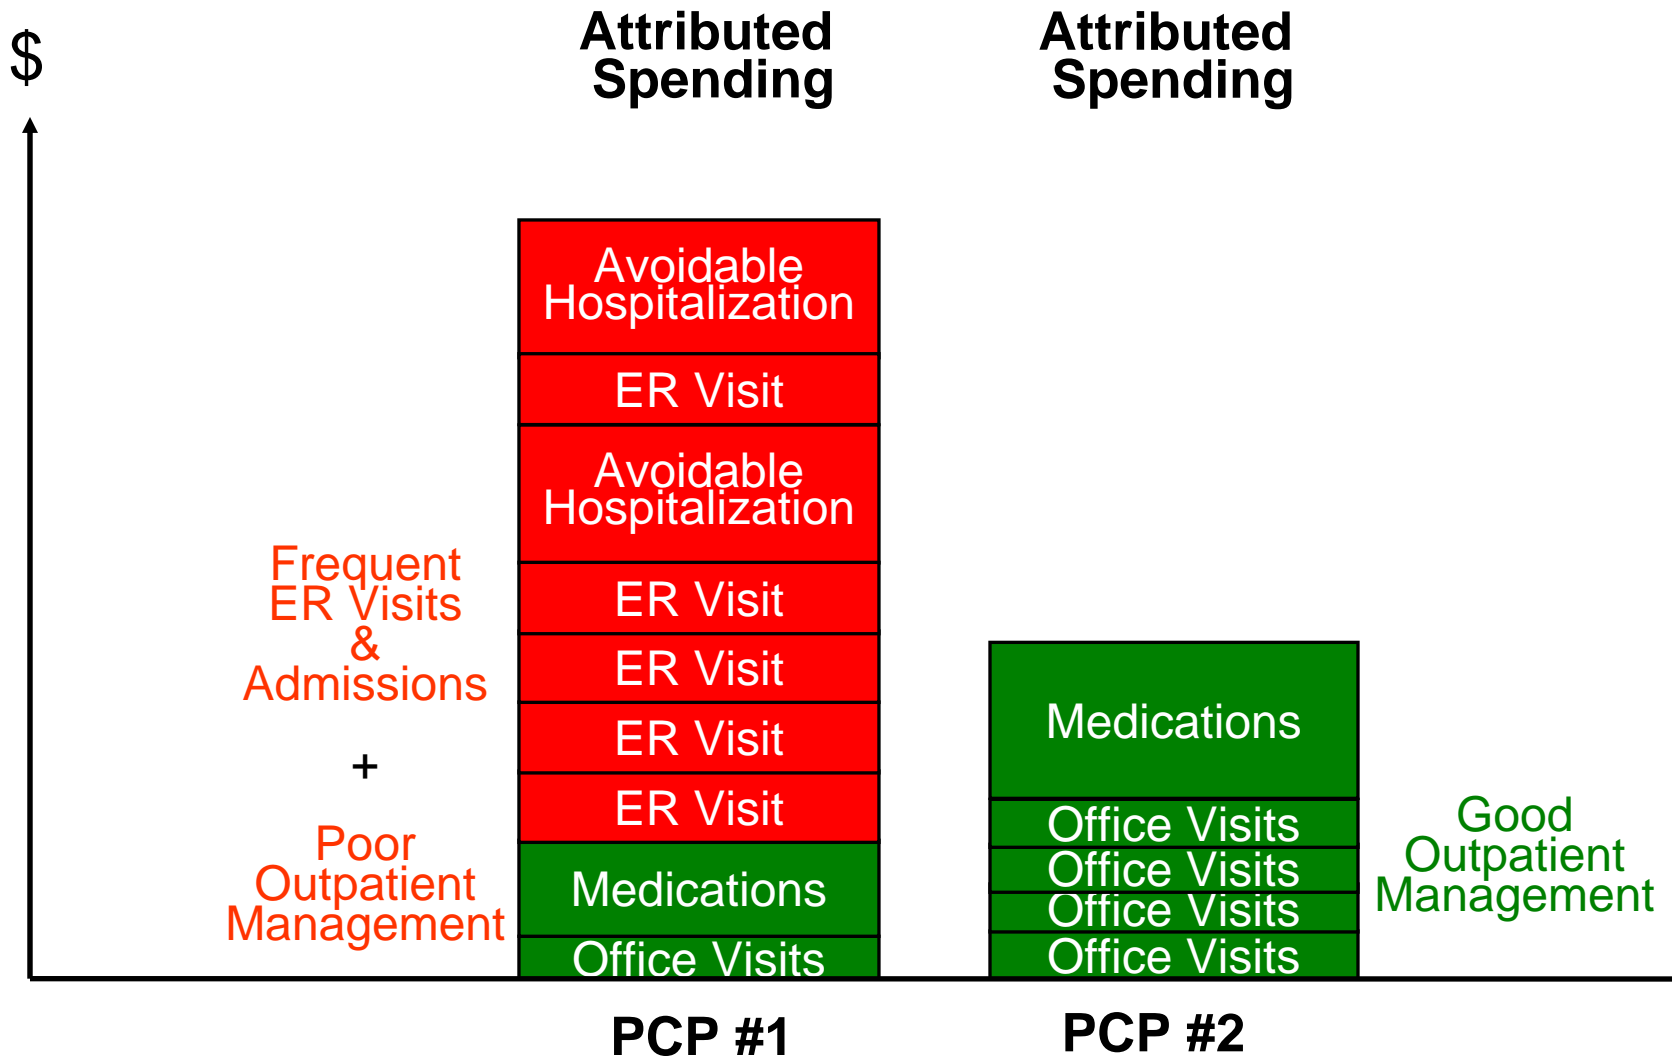 $
Attributed
Spending
Attributed
Spending
Frequent
ER Visits
&
Admissions
+
Poor
Outpatient
Management
Avoidable
Hospitalization
ER Visit
Avoidable
Hospitalization
ER Visit
ER Visit
ER Visit
ER Visit
Medications
Office Visits
Medications
Office Visits
Office Visits
Office Visits
Office Visits
Good
Outpatient
Management
PCP #1
PCP #2